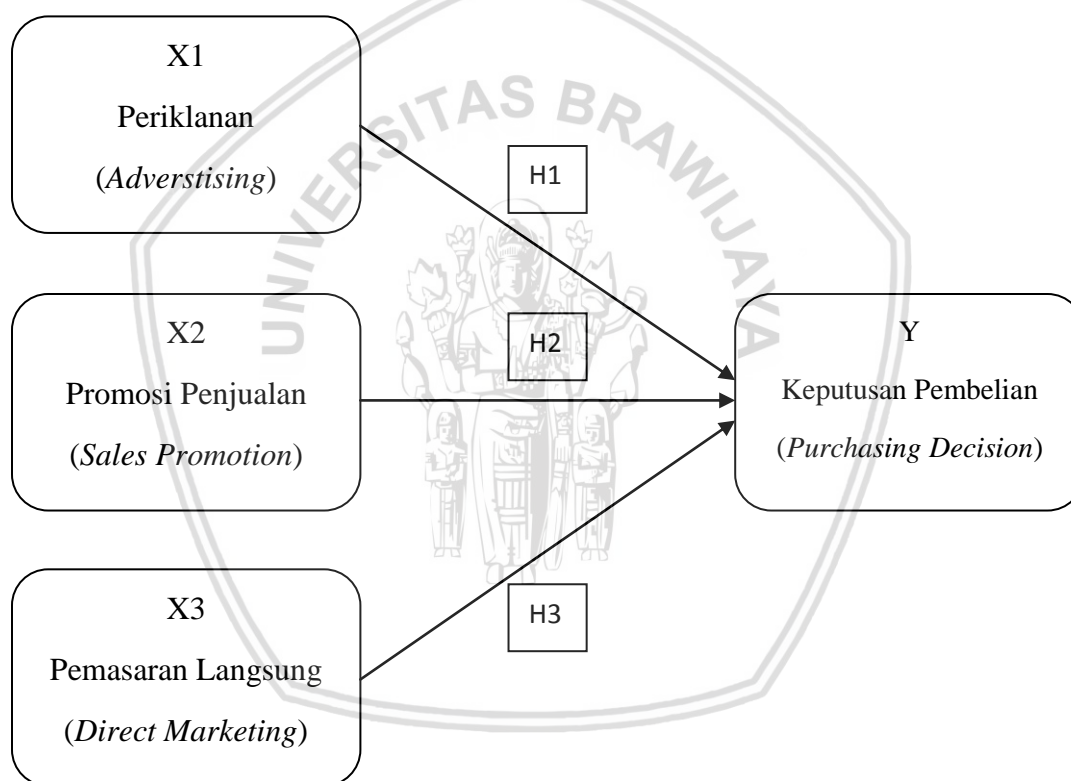 UNIVERSITAS BRAWIJAYA
X1
Periklanan
(Adverstising)
H1
X2
Promosi Penjualan
(Sales Promotion)
H2
Y
Keputusan Pembelian
(Purchasing Decision)
X3
Pemasaran Langsung
(Direct Marketing)
H3